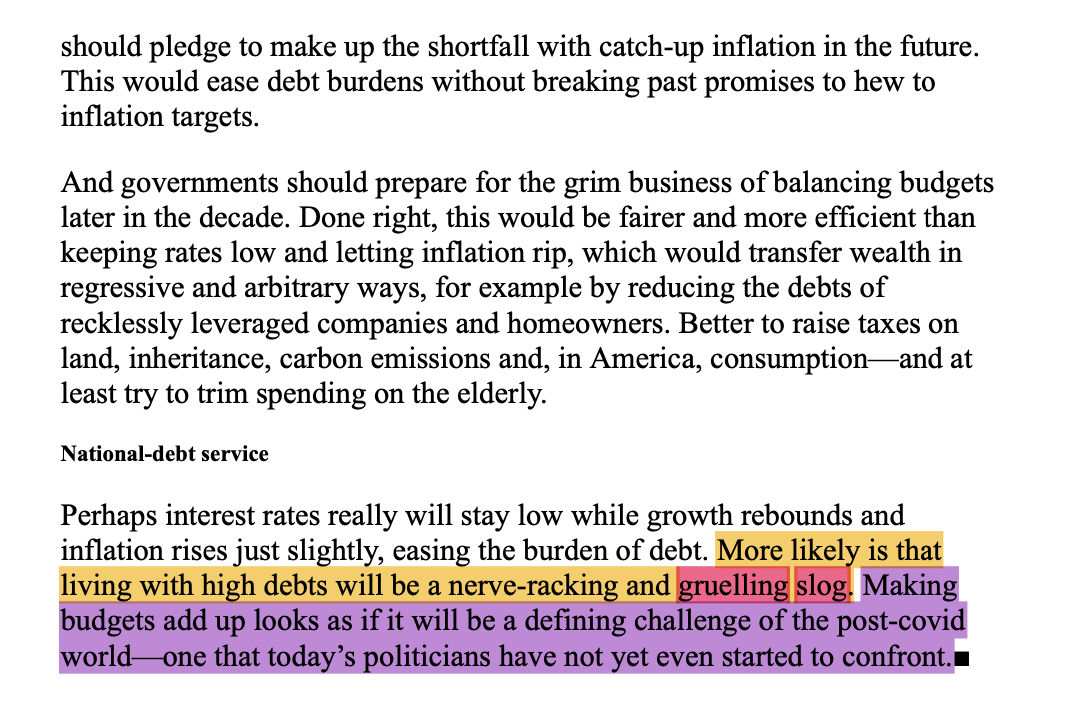 should pledge to make up the shortfall with catch-up inflation in the future.
This would ease debt burdens without breaking past promises to hew to
inflation targets.
And governments should prepare for the grim business of balancing budgets
later in the decade. Done right, this would be fairer and more efficient than
keeping rates low and letting inflation rip, which would transfer wealth in
regressive and arbitrary ways, for example by reducing the debts of
recklessly leveraged companies and homeowners. Better to raise taxes on
land, inheritance, carbon emissions and, in America, consumption—and at
least try to trim spending on the elderly.
National-debt service
Perhaps interest rates really will stay low while growth rebounds and
inflation rises just slightly, easing the burden of debt. More likely is that
living with high debts will be a nerve-racking and gruelling slog. Making
budgets add up looks as if it will be a defining challenge of the post-covid
world—one that today’s politicians have not yet even started to confront.■